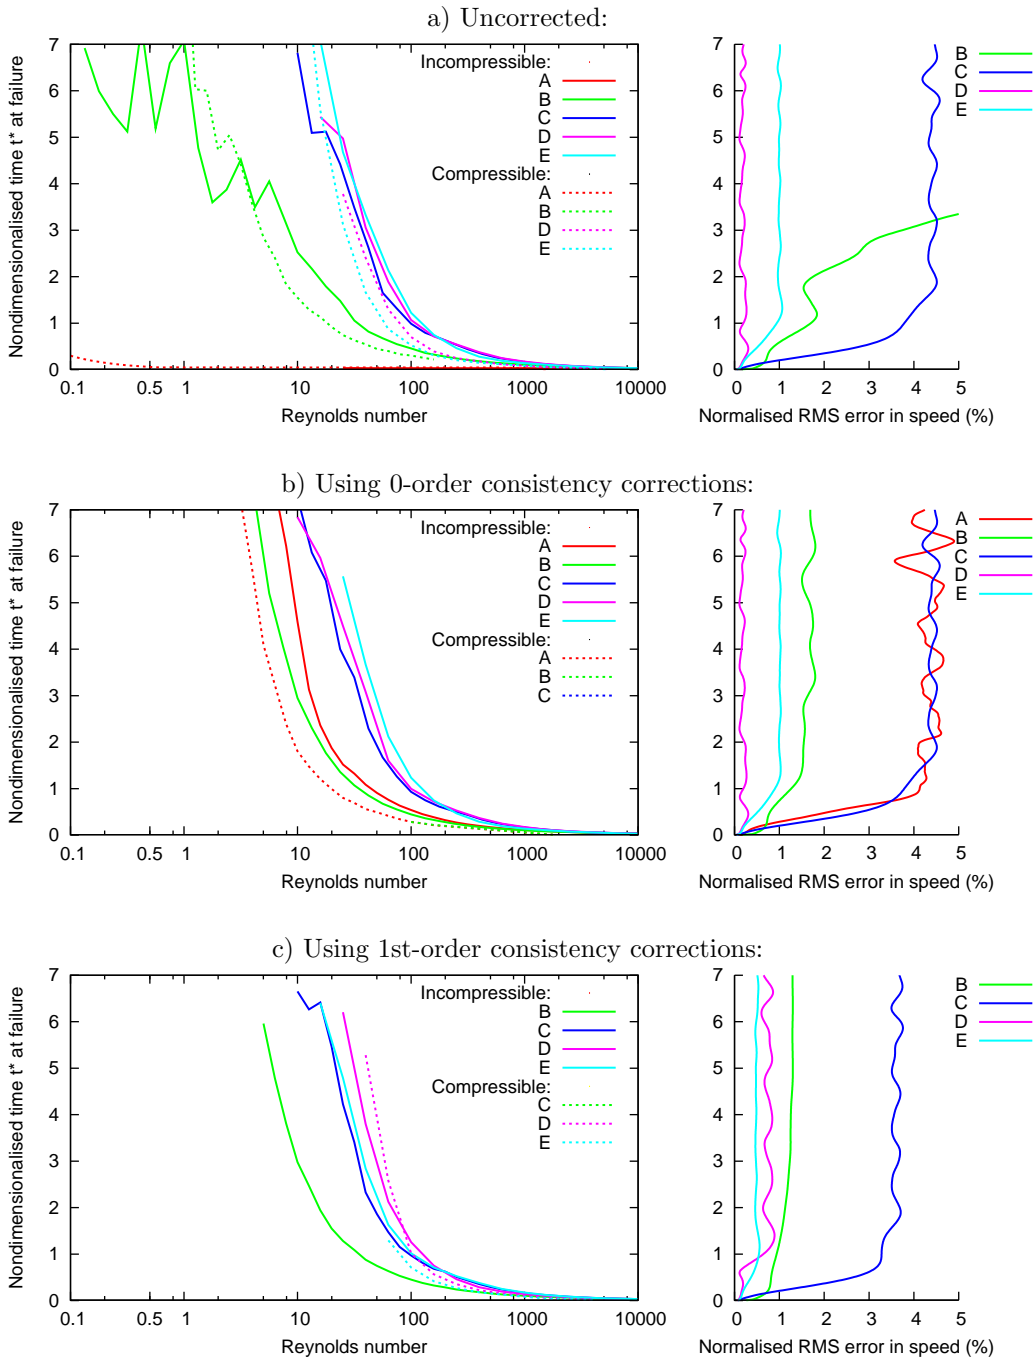 a) Uncorrected:
Nondimensionalised time t* at failure
7
6
5
4
3
2
1
0
0.1
0.5
1
10
100
1000
10000
Reynolds number
Incompressible:
A
B
C
D
E
Compressible:
A
B
D
E
7
6
5
4
3
2
1
0
0
1
2
3
4
5
Normalised RMS error in speed (%)
B
C
D
E
b) Using 0-order consistency corrections:
Nondimensionalised time t* at failure
7
6
5
4
3
2
1
0
0.1
0.5
1
10
100
1000
10000
Reynolds number
Incompressible:
A
B
C
D
E
Compressible:
A
B
C
7
6
5
4
3
2
1
0
0
1
2
3
4
5
Normalised RMS error in speed (%)
A
B
C
D
E
c) Using 1st-order consistency corrections:
Nondimensionalised time t* at failure
7
6
5
4
3
2
1
0
0.1
0.5
1
10
100
1000
10000
Reynolds number
Incompressible:
B
C
D
E
Compressible:
C
D
E
7
6
5
4
3
2
1
0
0
1
2
3
4
5
Normalised RMS error in speed (%)
B
C
D
E